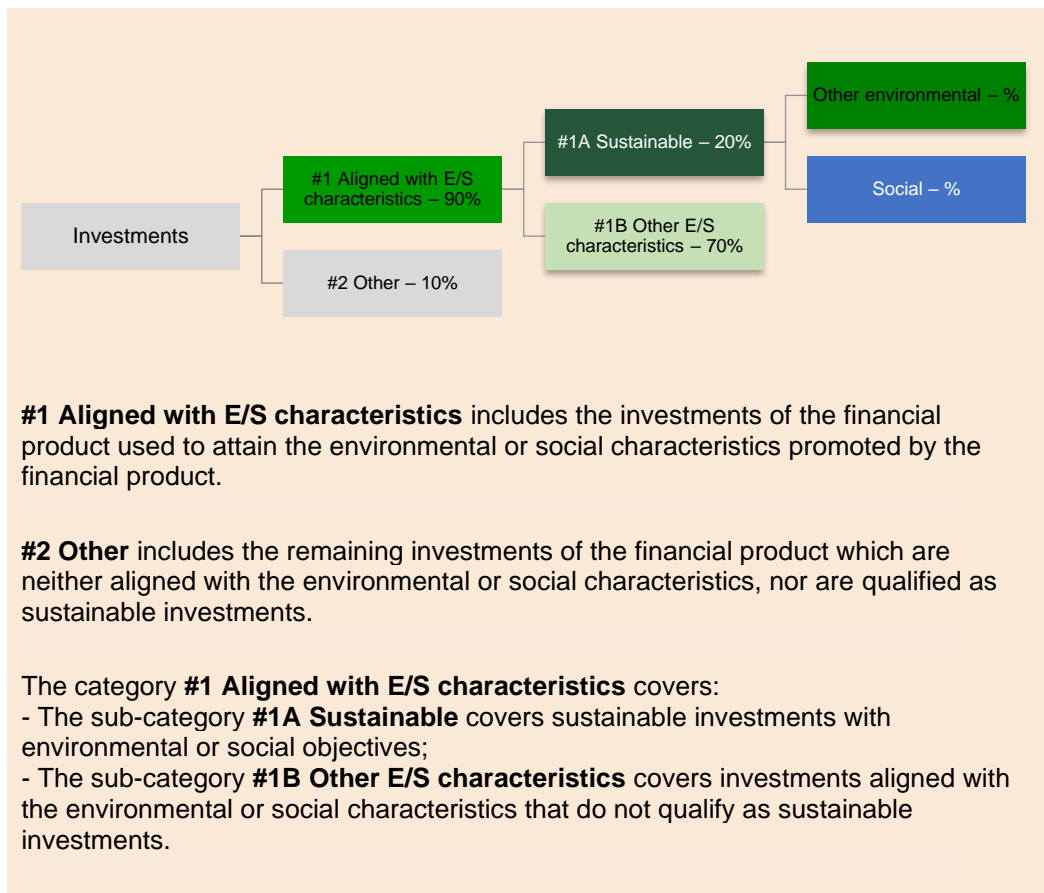 Other environmental – %
#1A Sustainable – 20%
#1 Aligned with E/S
characteristics – 90%
Social – %
Investments
#1B Other E/S
characteristics – 70%
#2 Other – 10%
#1 Aligned with E/S characteristics includes the investments of the financial
product used to attain the environmental or social characteristics promoted by the
financial product.
#2 Other includes the remaining investments of the financial product which are
neither aligned with the environmental or social characteristics, nor are qualified as
sustainable investments.
The category #1 Aligned with E/S characteristics covers:
- The sub-category #1A Sustainable covers sustainable investments with
environmental or social objectives;
- The sub-category #1B Other E/S characteristics covers investments aligned with
the environmental or social characteristics that do not qualify as sustainable
investments.